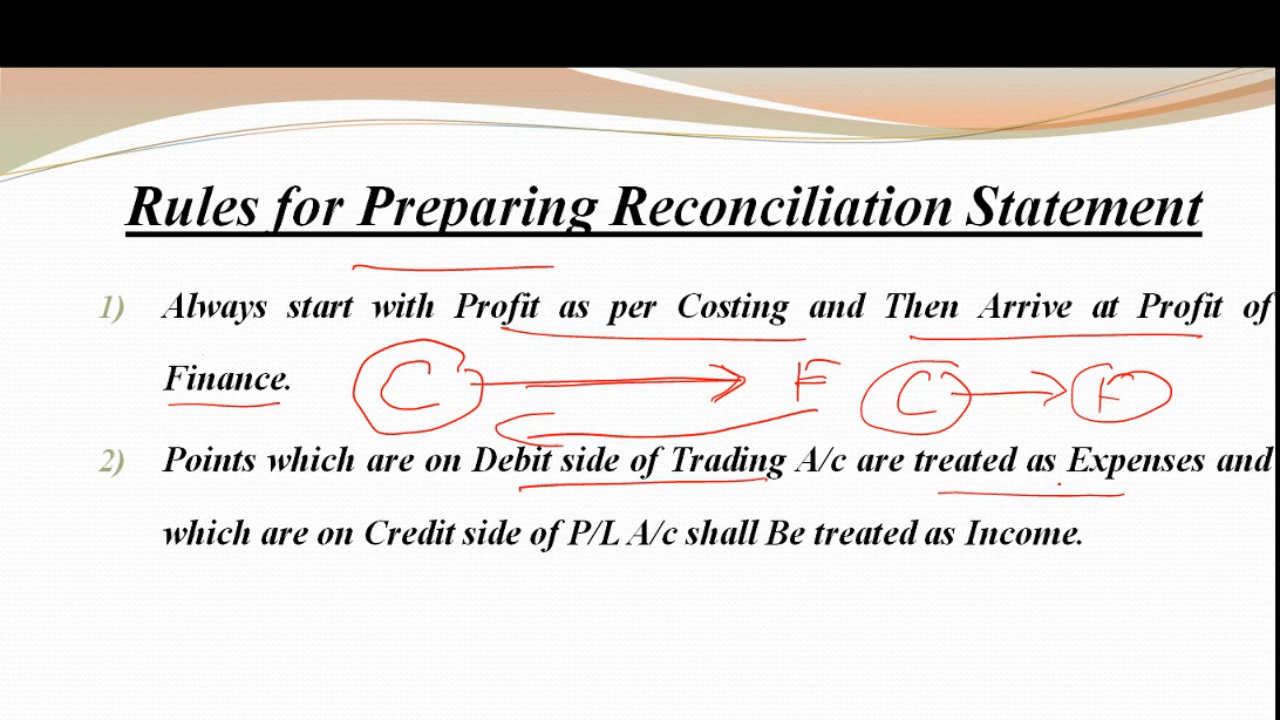 Rules for Preparing Reconciliation Statement
1) Always start with Profit as per Costing and Then Arrive at Profit of
Finance.
C F C F
2) Points which are on Debit side of Trading A/c are treated as Expenses and
which are on Credit side of P/L A/c shall Be treated as Income.